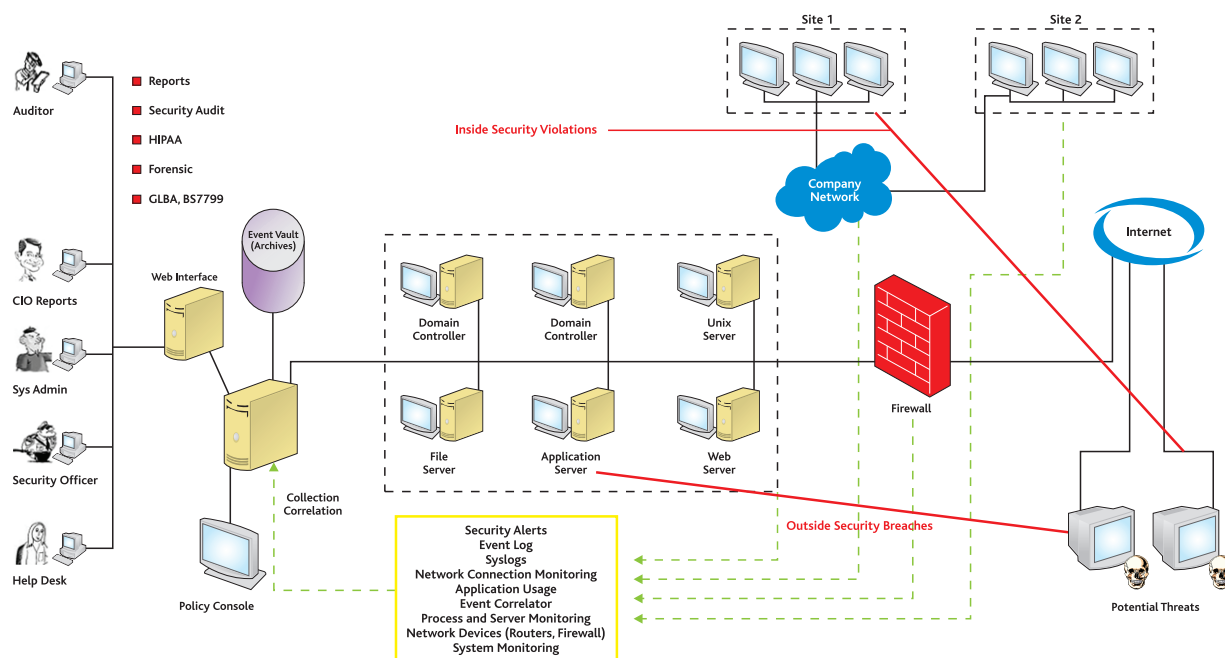 Site 1
Site 2
Auditor
Reports
Security Audit
HIPAA
Forensic
GLBA, BS7799
Inside Security Violations
Company
Network
Internet
Event Vault
(Archives)
CIO Reports
Web Interface
Domain
Controller
Domain
Controller
Unix
Server
Sys Admin
Firewall
File
Server
Application
Server
Web
Server
Security Officer
Collection
Correlation
Outside Security Breaches
Help Desk
Policy Console
Security Alerts
Event Log
Syslogs
Network Connection Monitoring
Application Usage
Event Correlator
Process and Server Monitoring
Network Devices (Routers, Firewall)
System Monitoring
Potential Threats